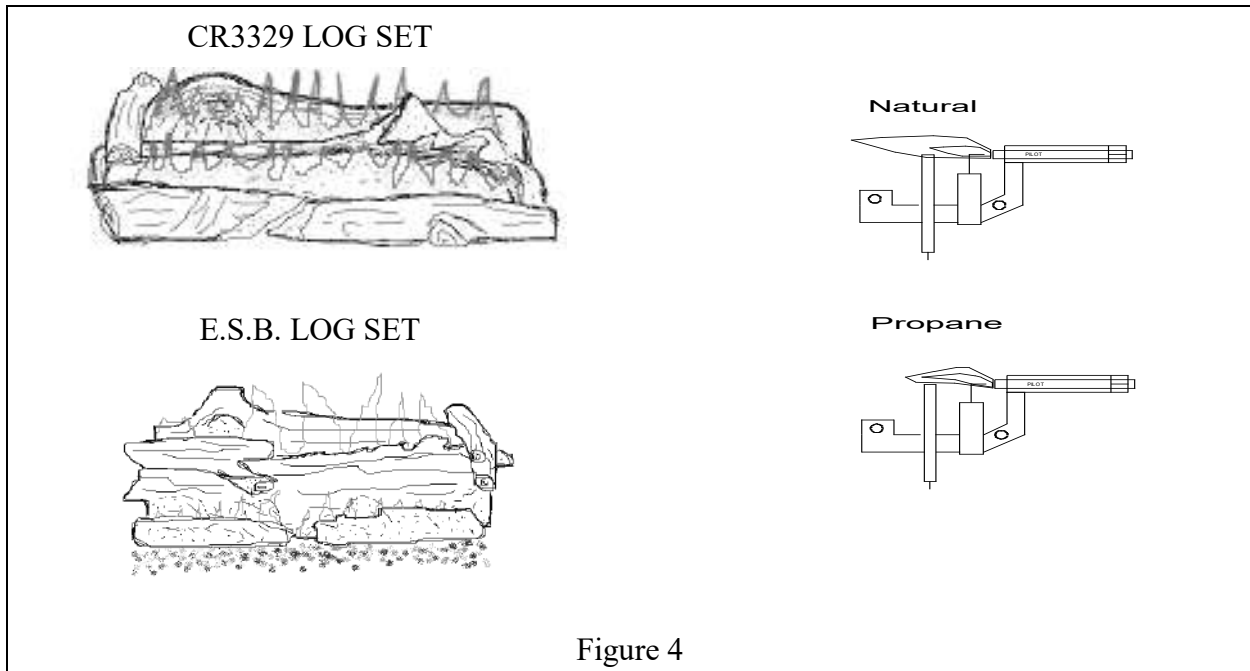 CR3329 LOG SET
Natural
PILOT
E.S.B. LOG SET
Propane
PILOT
Figure 4